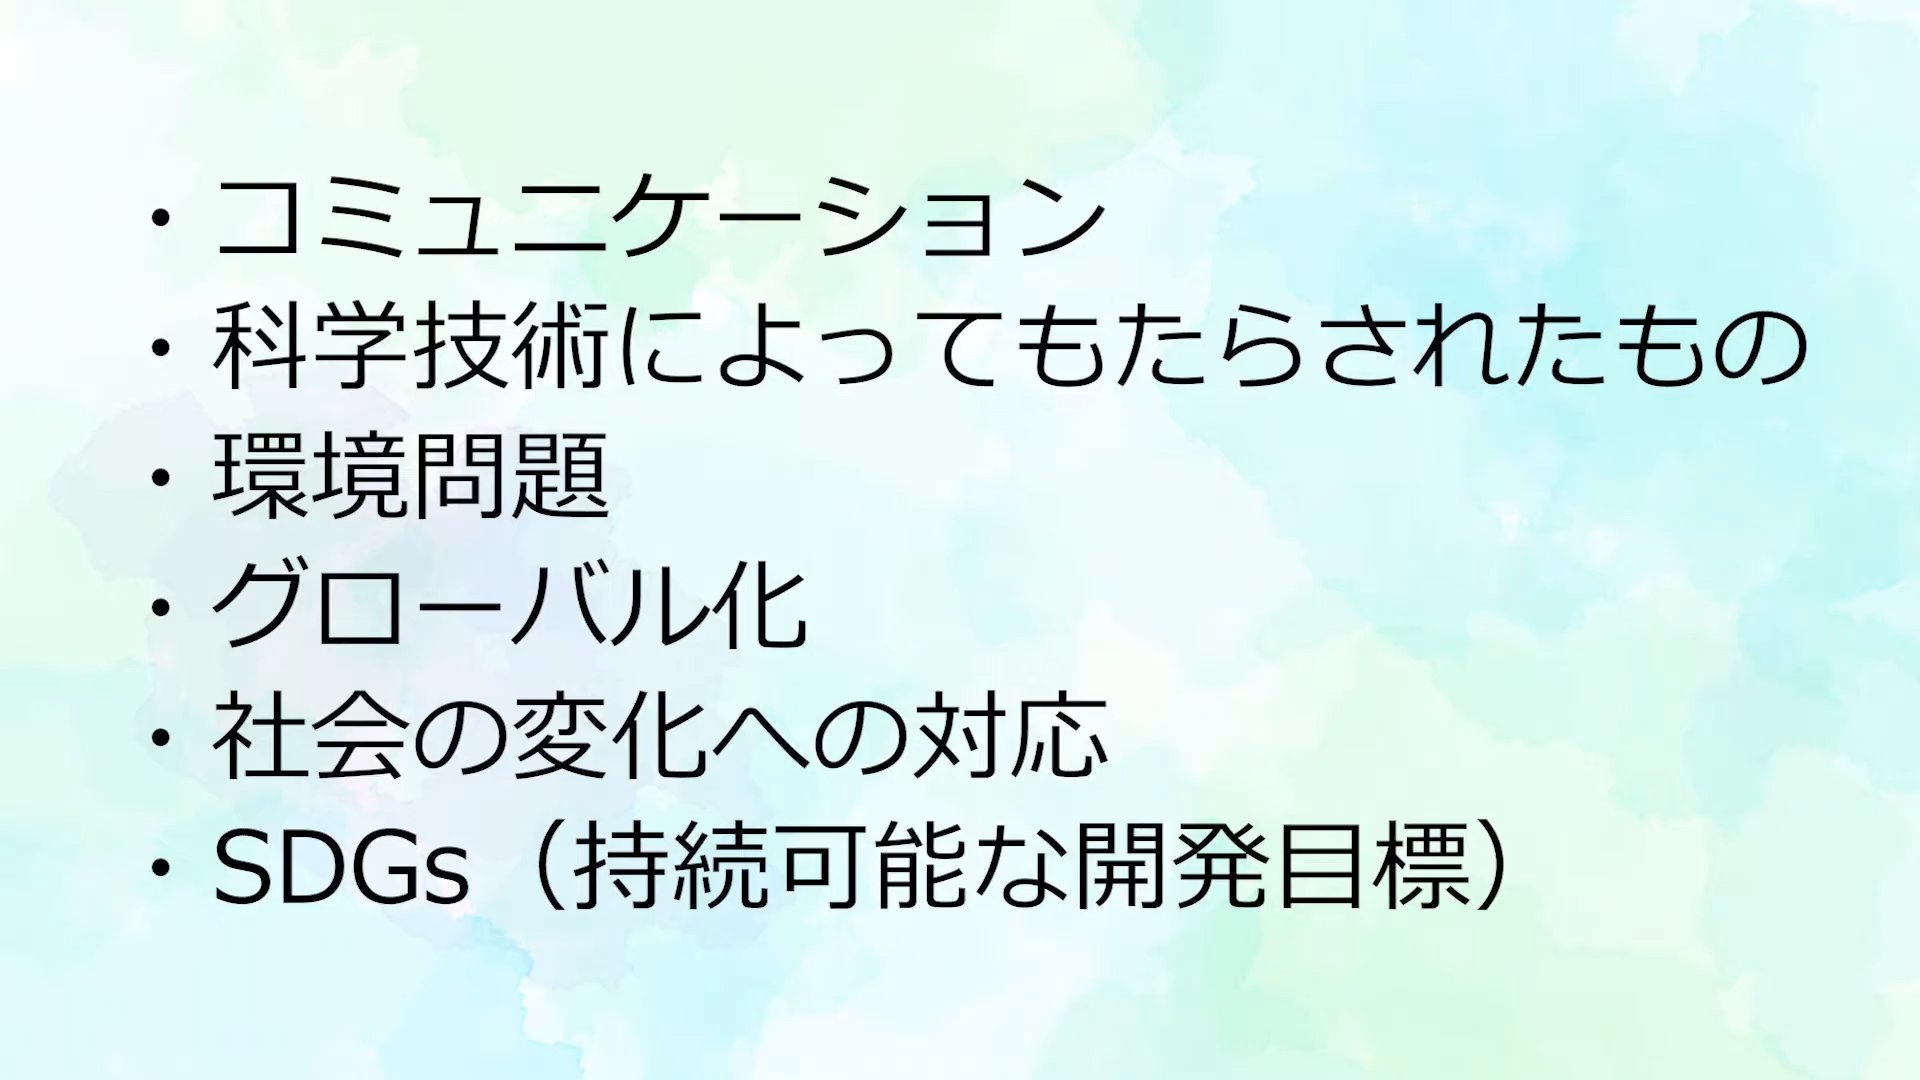 ・コミュニケーション
・科学技術によってもたらされたもの
・環境問題
・グローバル化
・社会の変化への対応
・SDGs（持続可能な開発目標）